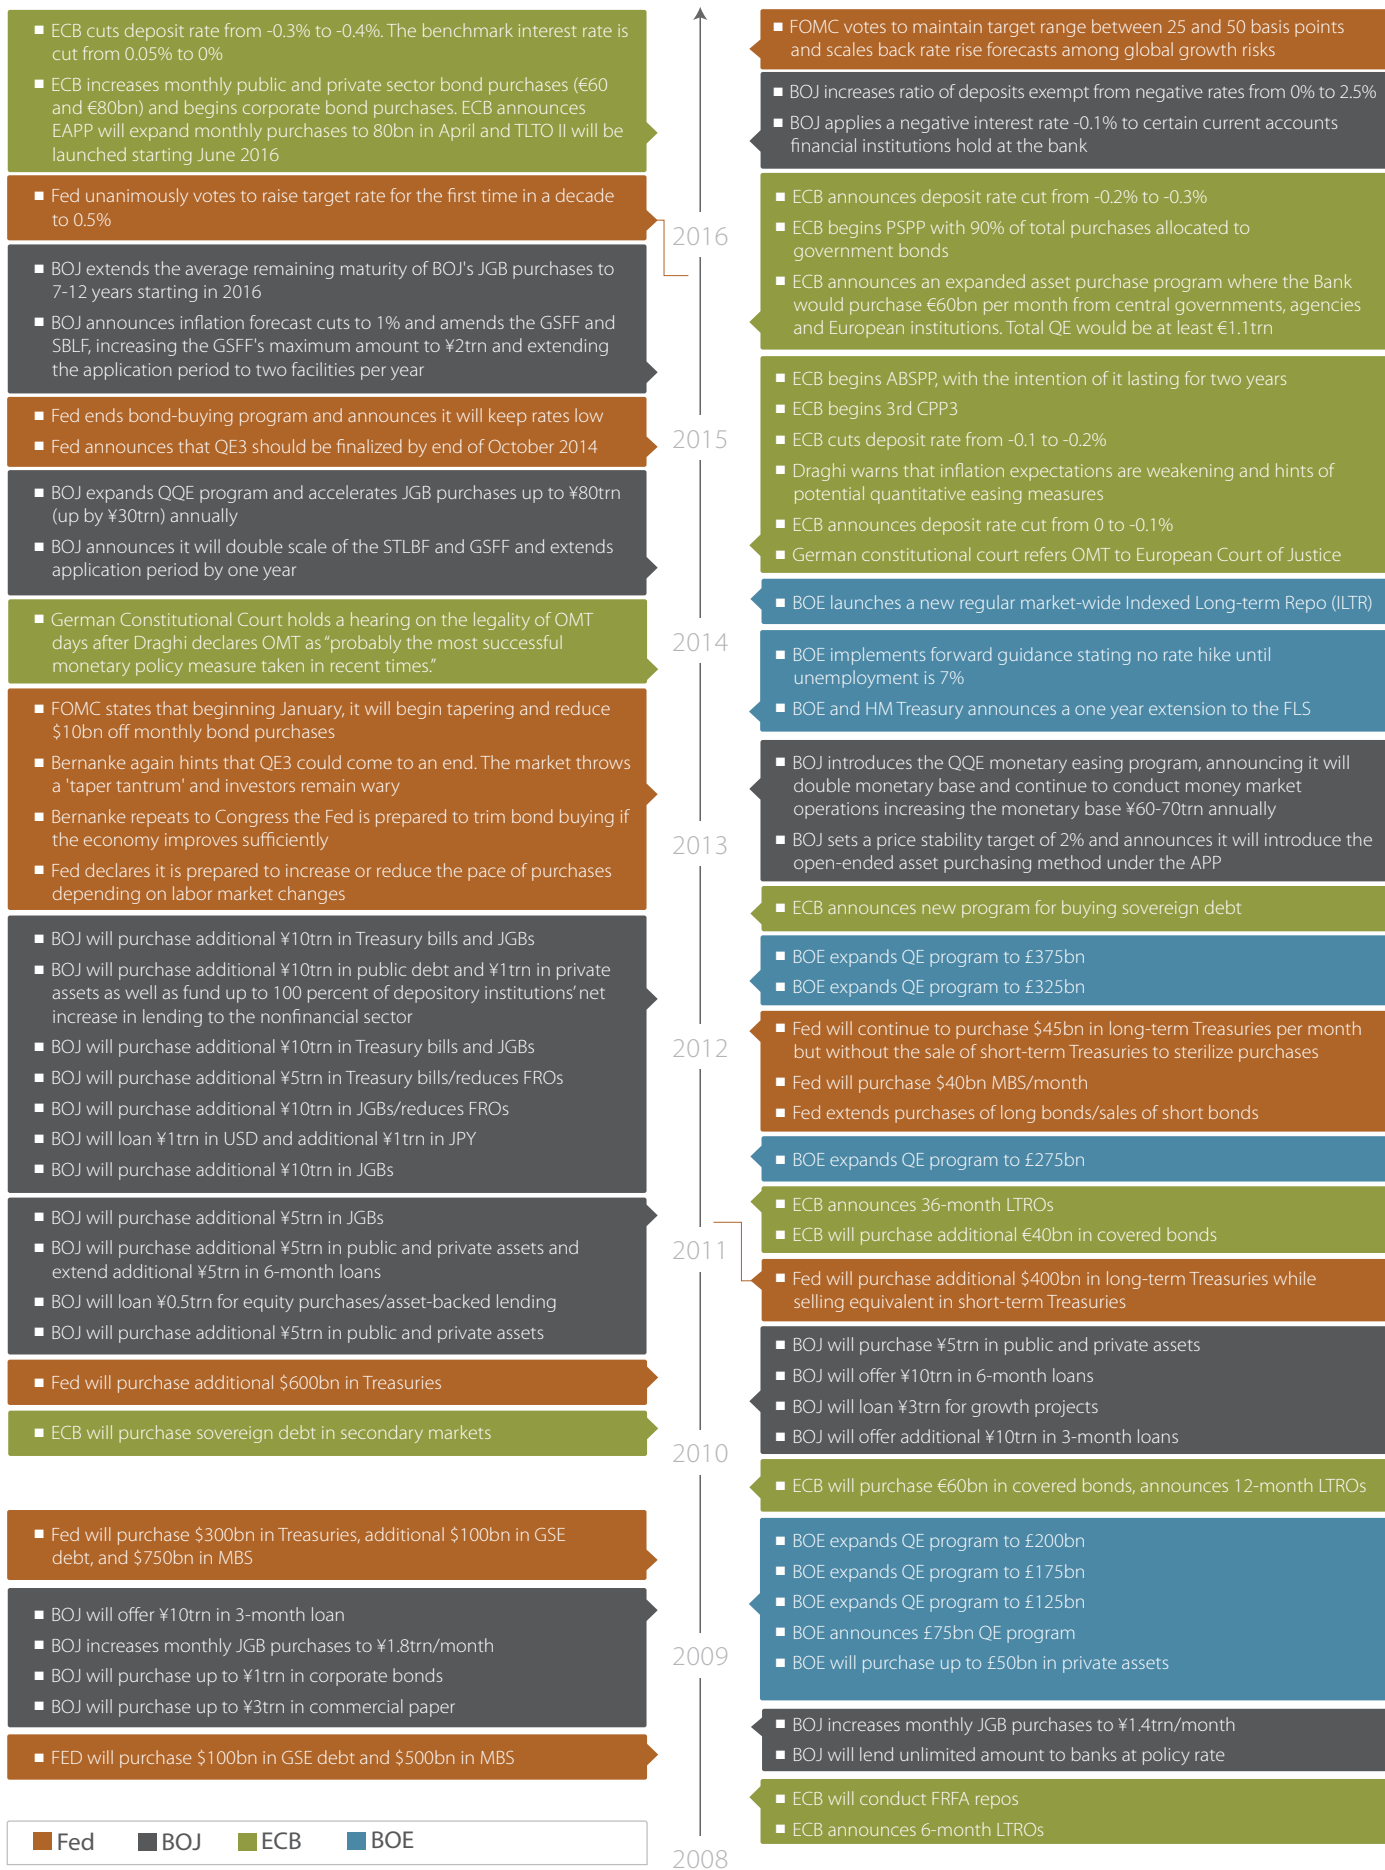 ECB cuts deposit rate from -0.3% to -0.4%. The benchmark interest rate is
cut from 0.05% to 0%
ECB increases monthly public and private sector bond purchases (€60
and €80bn) and begins corporate bond purchases. ECB announces
EAPP will expand monthly purchases to 80bn in April and TLTO II will be
launched starting June 2016
Fed unanimously votes to raise target rate for the first time in a decade
to 0.5%
BOJ extends the average remaining maturity of BOJ's JGB purchases to
7-12 years starting in 2016
BOJ announces inflation forecast cuts to 1% and amends the GSFF and
SBLF, increasing the GSFF's maximum amount to ¥2trn and extending
the application period to two facilities per year
Fed ends bond-buying program and announces it will keep rates low
Fed announces that QE3 should be finalized by end of October 2014
BOJ expands QQE program and accelerates JGB purchases up to ¥80trn
(up by ¥30trn) annually
BOJ announces it will double scale of the STLBF and GSFF and extends
application period by one year
German Constitutional Court holds a hearing on the legality of OMT
days after Draghi declares OMT as “probably the most successful
monetary policy measure taken in recent times.”
FOMC states that beginning January, it will begin tapering and reduce
$10bn off monthly bond purchases
Bernanke again hints that QE3 could come to an end. The market throws
a 'taper tantrum' and investors remain wary
Bernanke repeats to Congress the Fed is prepared to trim bond buying if
the economy improves sufficiently
Fed declares it is prepared to increase or reduce the pace of purchases
depending on labor market changes
BOJ will purchase additional ¥10trn in Treasury bills and JGBs
BOJ will purchase additional ¥10trn in public debt and ¥1trn in private
assets as well as fund up to 100 percent of depository institutions’ net
increase in lending to the nonfinancial sector
BOJ will purchase additional ¥10trn in Treasury bills and JGBs
BOJ will purchase additional ¥5trn in Treasury bills/reduces FROs
BOJ will purchase additional ¥10trn in JGBs/reduces FROs
BOJ will loan ¥1trn in USD and additional ¥1trn in JPY
BOJ will purchase additional ¥10trn in JGBs
BOJ will purchase additional ¥5trn in JGBs
BOJ will purchase additional ¥5trn in public and private assets and
extend additional ¥5trn in 6-month loans
BOJ will loan ¥0.5trn for equity purchases/asset-backed lending
BOJ will purchase additional ¥5trn in public and private assets
Fed will purchase additional $600bn in Treasuries
ECB will purchase sovereign debt in secondary markets
Fed will purchase $300bn in Treasuries, additional $100bn in GSE
debt, and $750bn in MBS
BOJ will offer ¥10trn in 3-month loan
BOJ increases monthly JGB purchases to ¥1.8trn/month
BOJ will purchase up to ¥1trn in corporate bonds
BOJ will purchase up to ¥3trn in commercial paper
FED will purchase $100bn in GSE debt and $500bn in MBS
Fed
BOJ
ECB
BOE
2016
2015
2014
2013
2012
2011
2010
2009
2008
FOMC votes to maintain target range between 25 and 50 basis points
and scales back rate rise forecasts among global growth risks
BOJ increases ratio of deposits exempt from negative rates from 0% to 2.5%
BOJ applies a negative interest rate -0.1% to certain current accounts
financial institutions hold at the bank
ECB announces deposit rate cut from -0.2% to -0.3%
ECB begins PSPP with 90% of total purchases allocated to
government bonds
ECB announces an expanded asset purchase program where the Bank
would purchase €60bn per month from central governments, agencies
and European institutions. Total QE would be at least €1.1trn
ECB begins ABSPP, with the intention of it lasting for two years
ECB begins 3rd CPP3
ECB cuts deposit rate from -0.1 to -0.2%
Draghi warns that inflation expectations are weakening and hints of
potential quantitative easing measures
ECB announces deposit rate cut from 0 to -0.1%
German constitutional court refers OMT to European Court of Justice
BOE launches a new regular market-wide Indexed Long-term Repo (ILTR)
BOE implements forward guidance stating no rate hike until
unemployment is 7%
BOE and HM Treasury announces a one year extension to the FLS
BOJ introduces the QQE monetary easing program, announcing it will
double monetary base and continue to conduct money market
operations increasing the monetary base ¥60-70trn annually
BOJ sets a price stability target of 2% and announces it will introduce the
open-ended asset purchasing method under the APP
ECB announces new program for buying sovereign debt
BOE expands QE program to £375bn
BOE expands QE program to £325bn
Fed will continue to purchase $45bn in long-term Treasuries per month
but without the sale of short-term Treasuries to sterilize purchases
Fed will purchase $40bn MBS/month
Fed extends purchases of long bonds/sales of short bonds
BOE expands QE program to £275bn
ECB announces 36-month LTROs
ECB will purchase additional €40bn in covered bonds
Fed will purchase additional $400bn in long-term Treasuries while
selling equivalent in short-term Treasuries
BOJ will purchase ¥5trn in public and private assets
BOJ will offer ¥10trn in 6-month loans
BOJ will loan ¥3trn for growth projects
BOJ will offer additional ¥10trn in 3-month loans
ECB will purchase €60bn in covered bonds, announces 12-month LTROs
BOE expands QE program to £200bn
BOE expands QE program to £175bn
BOE expands QE program to £125bn
BOE announces £75bn QE program
BOE will purchase up to £50bn in private assets
BOJ increases monthly JGB purchases to ¥1.4trn/month
BOJ will lend unlimited amount to banks at policy rate
ECB will conduct FRFA repos
ECB announces 6-month LTROs